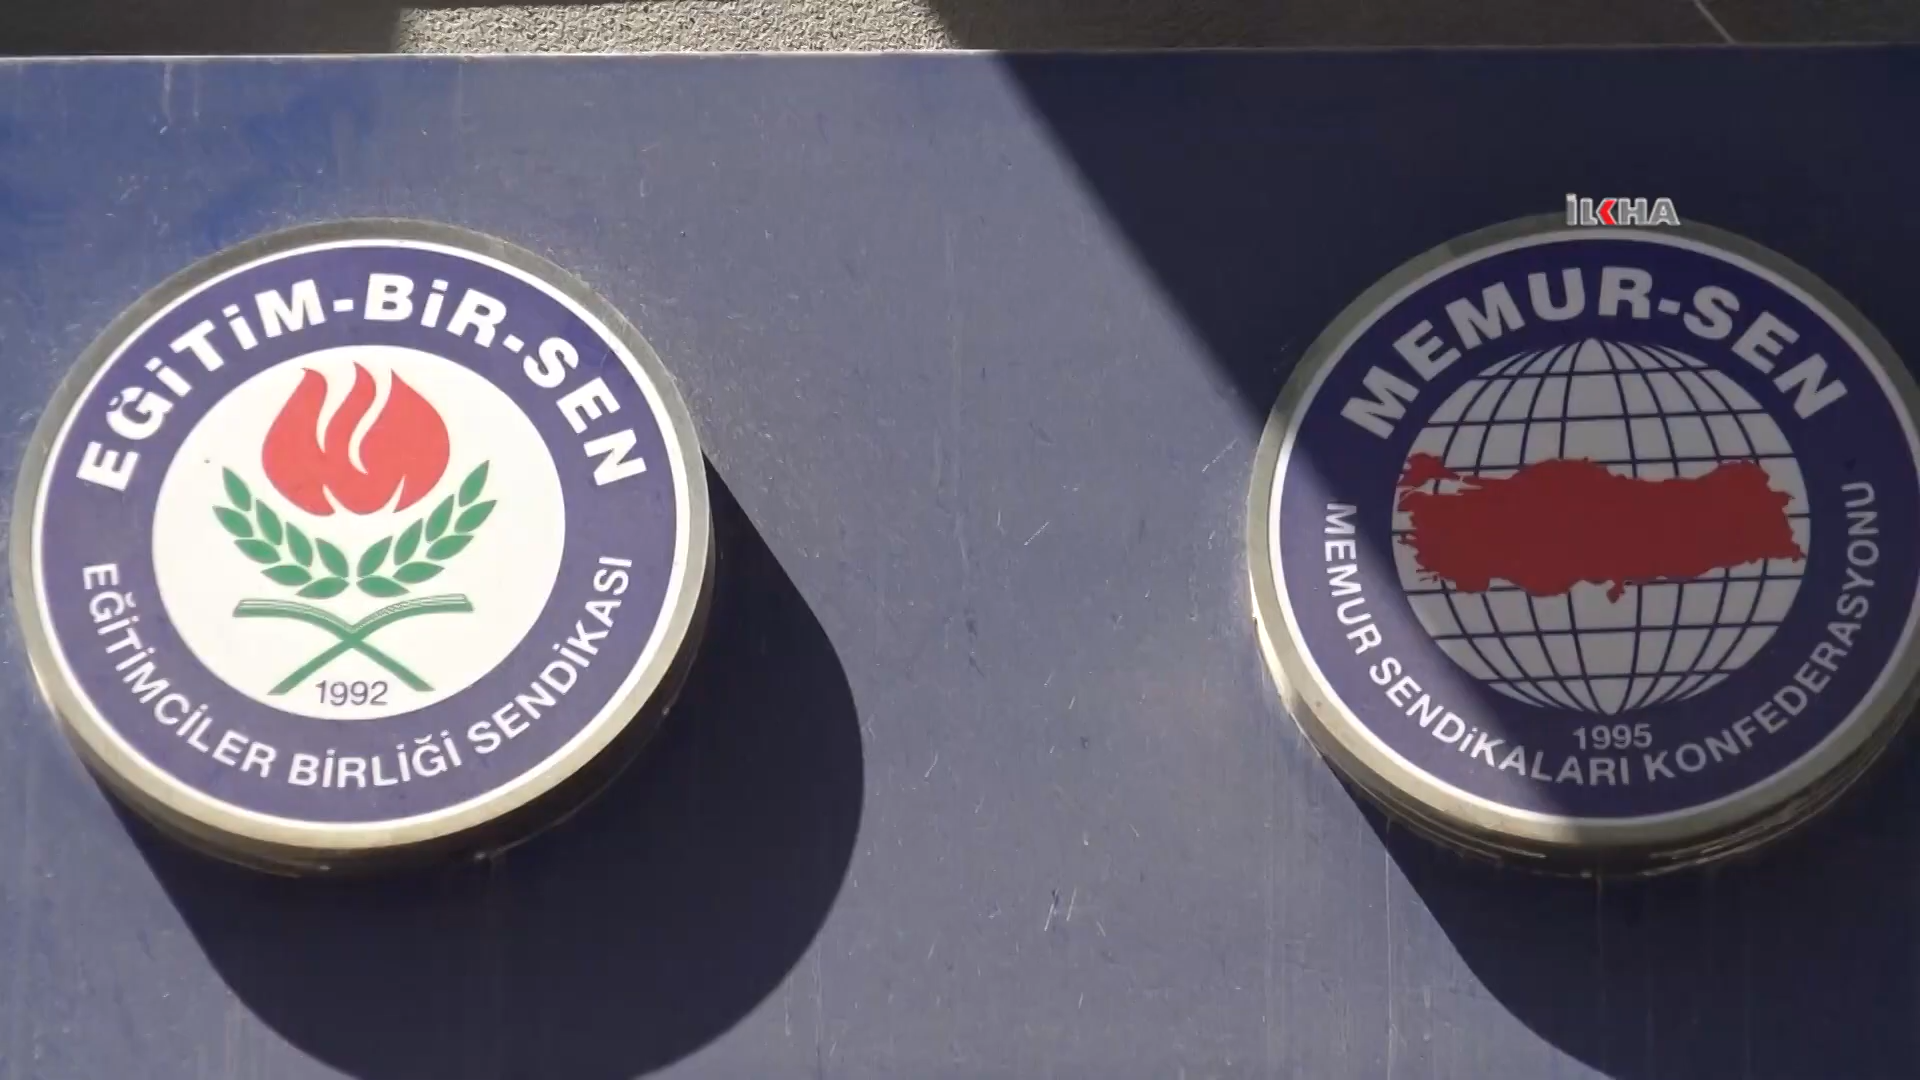 EĞİTİM-BİR-SEN
1992
EĞİTİMCİLER BİRLİĞİ SENDİKASI
İLKHA
MEMUR-SEN
1995
MEMUR SENDİKALARI KONFEDERASYONU